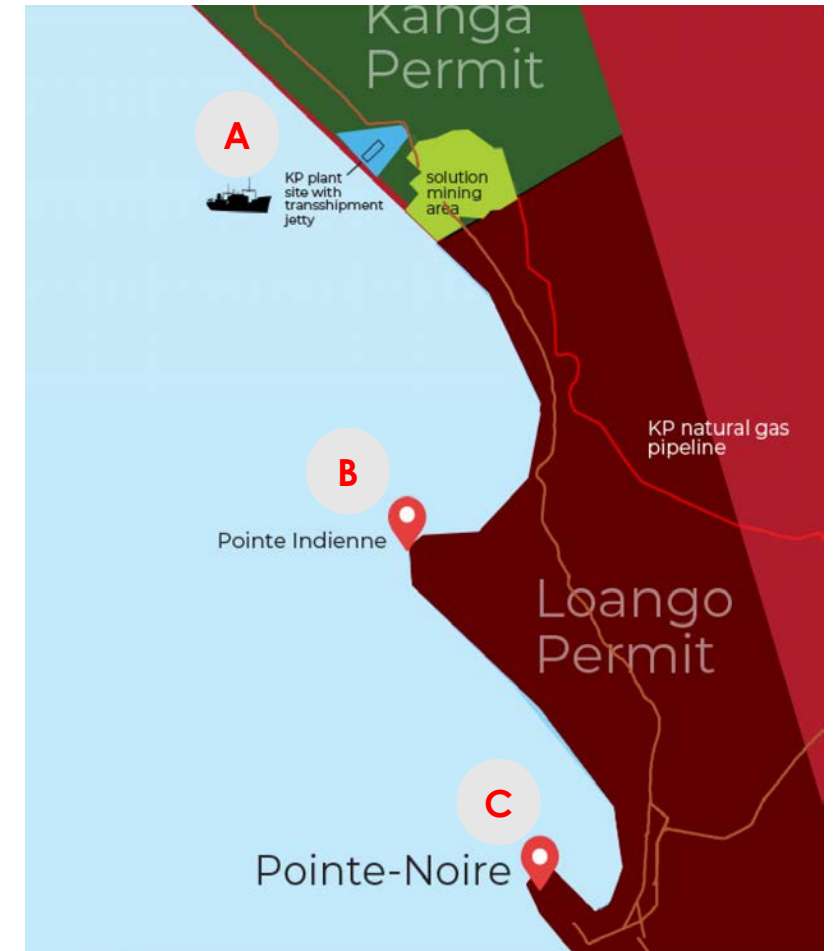 Kanga
Permit
A
KP plant
site with
transshipment
jetty
solution
mining
area
KP natural gas
pipeline
B
Pointe Indienne
Loango
Permit
C
Pointe-Noire